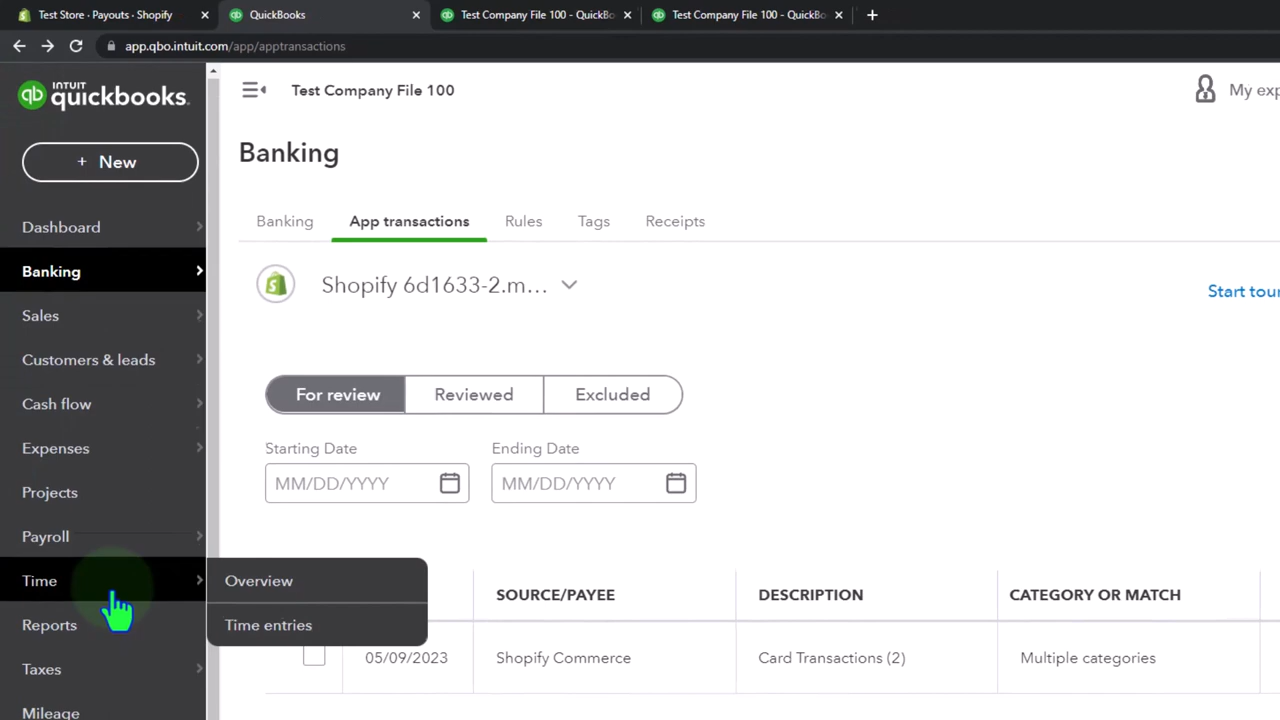 Test Store · Payouts · Shopify
QuickBooks
Test Company File 100 - QuickBo
Test Company File 100 - QuickBo
app.qbo.intuit.com/app/apptransactions
INTUIT
qb quickbooks.
Test Company File 100
My exp
+ New
Banking
Dashboard
Banking
Sales
Customers & leads
Cash flow
Expenses
Projects
Payroll
Time
Reports
Taxes
Mileage
Overview
Time entries
Banking
App transactions
Rules
Tags
Receipts
Shopify 6d1633-2.m...
Start tour
For review
Reviewed
Excluded
Starting Date
Ending Date
MM/DD/YYYY
MM/DD/YYYY
SOURCE/PAYEE
DESCRIPTION
CATEGORY OR MATCH
05/09/2023
Shopify Commerce
Card Transactions (2)
Multiple categories